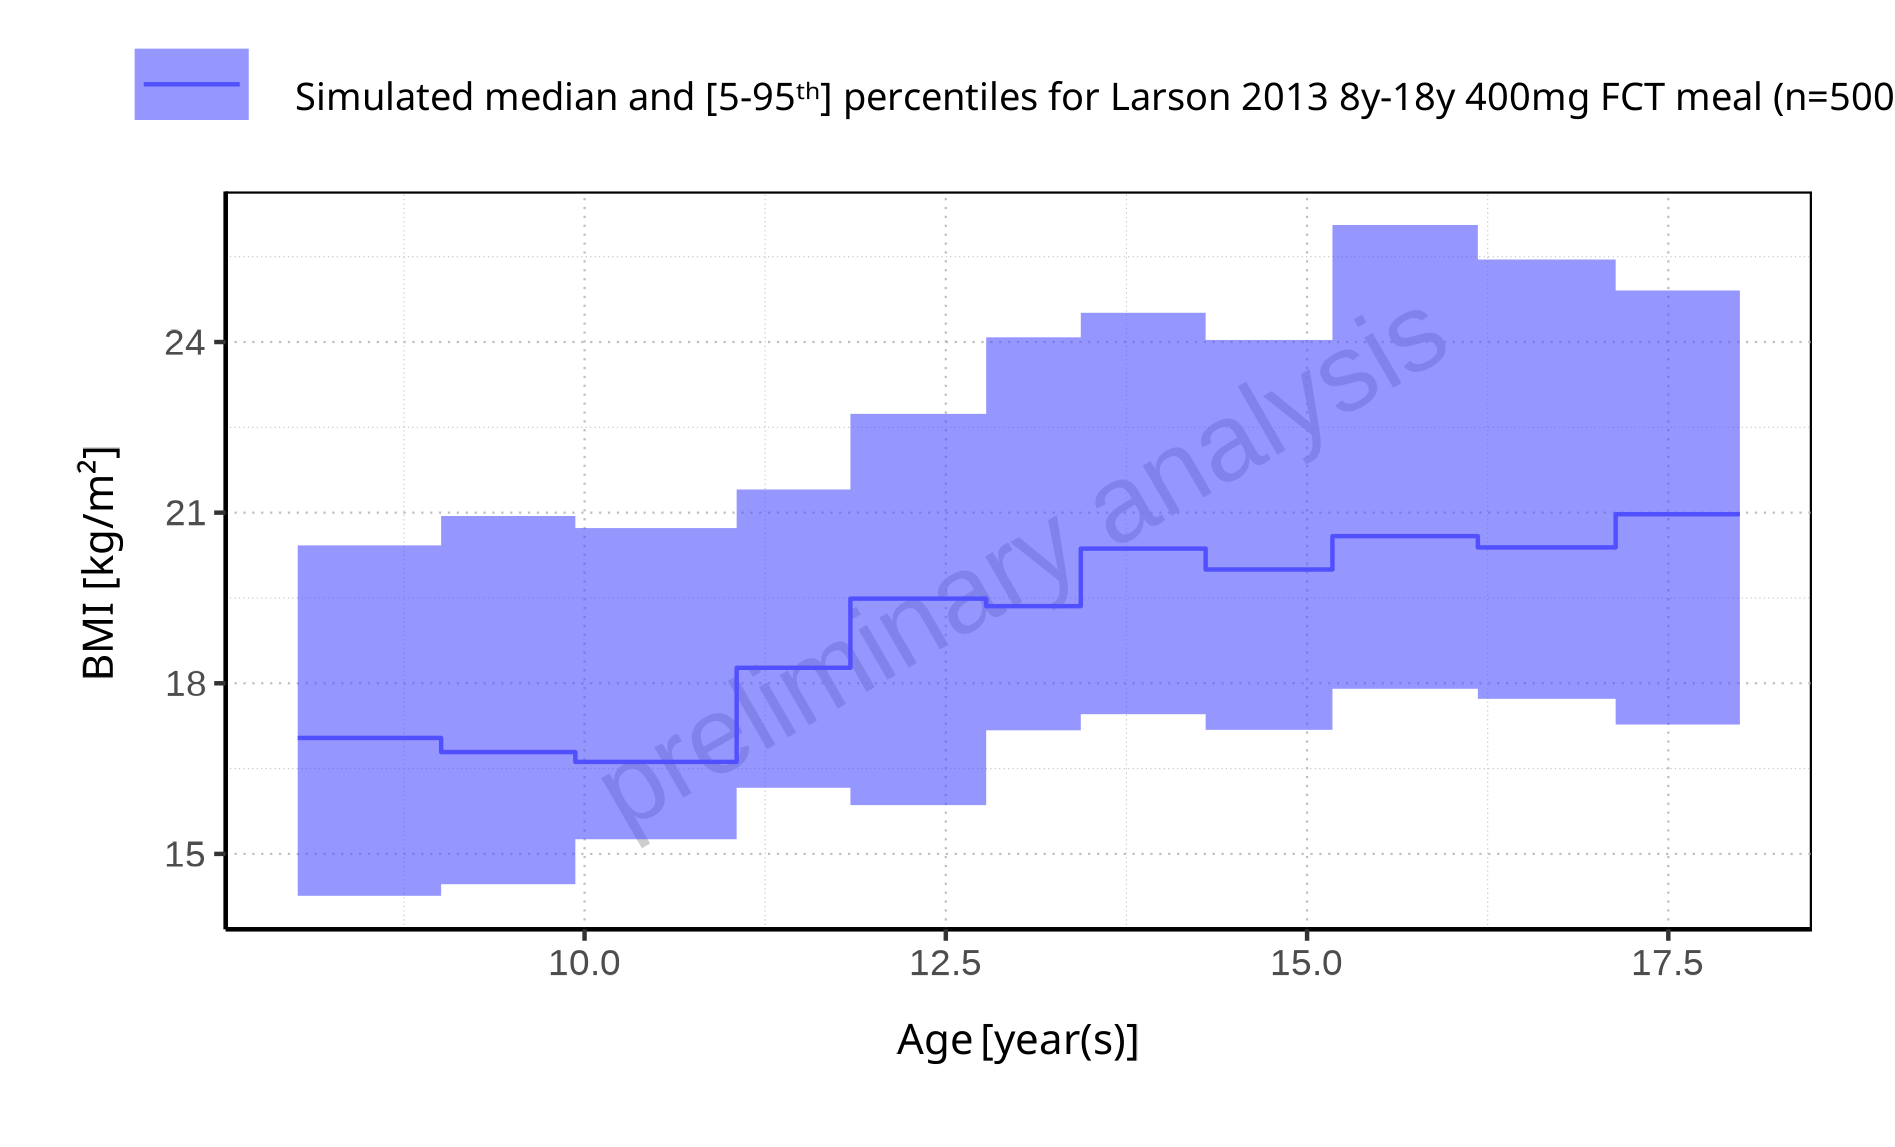 Simulated median and [5-95ᵗʰ] percentiles for Larson 2013 8y-18y 400mg FCT meal (n=500
24
21
18
15
BMI [kg/m²]
preliminary analysis
10.0 12.5 15.0 17.5
Age [year(s)]